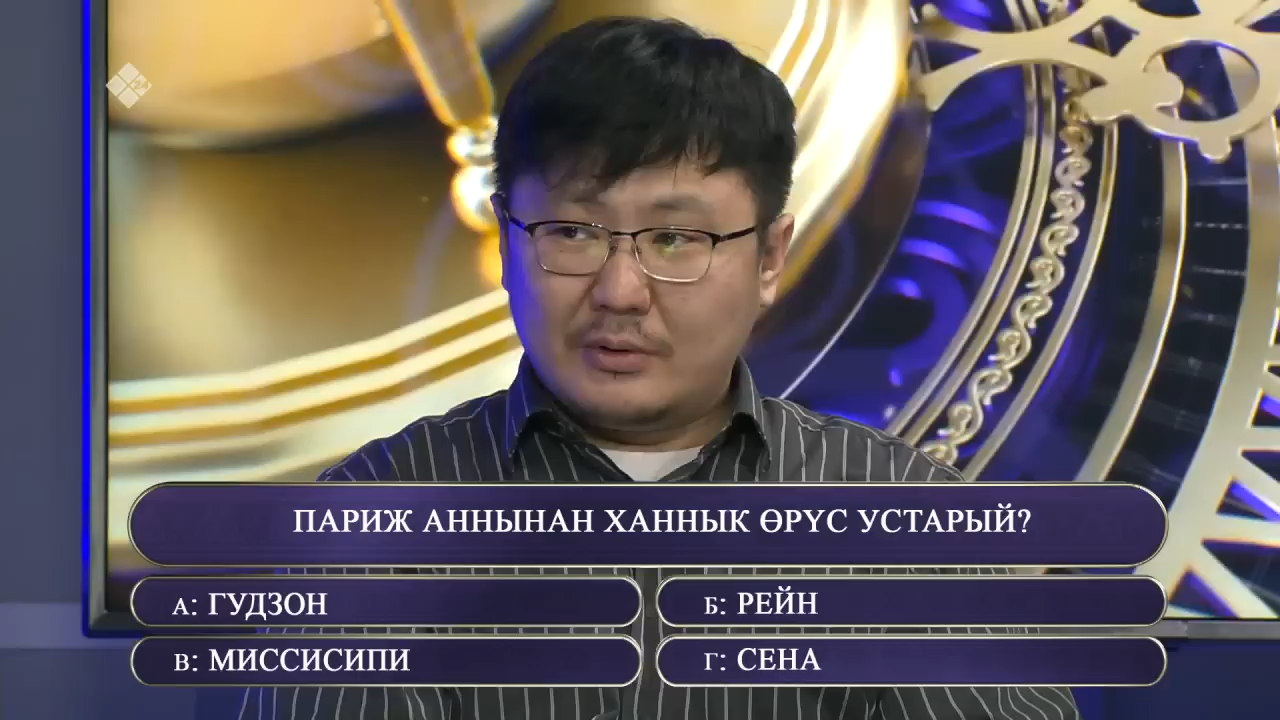 ПАРИЖ АННЫНАН ХАННЫК ӨРҮС УСТАРЫЙ?
А: ГУДЗОН
Б: РЕЙН
В: МИССИСИПИ
Г: СЕНА